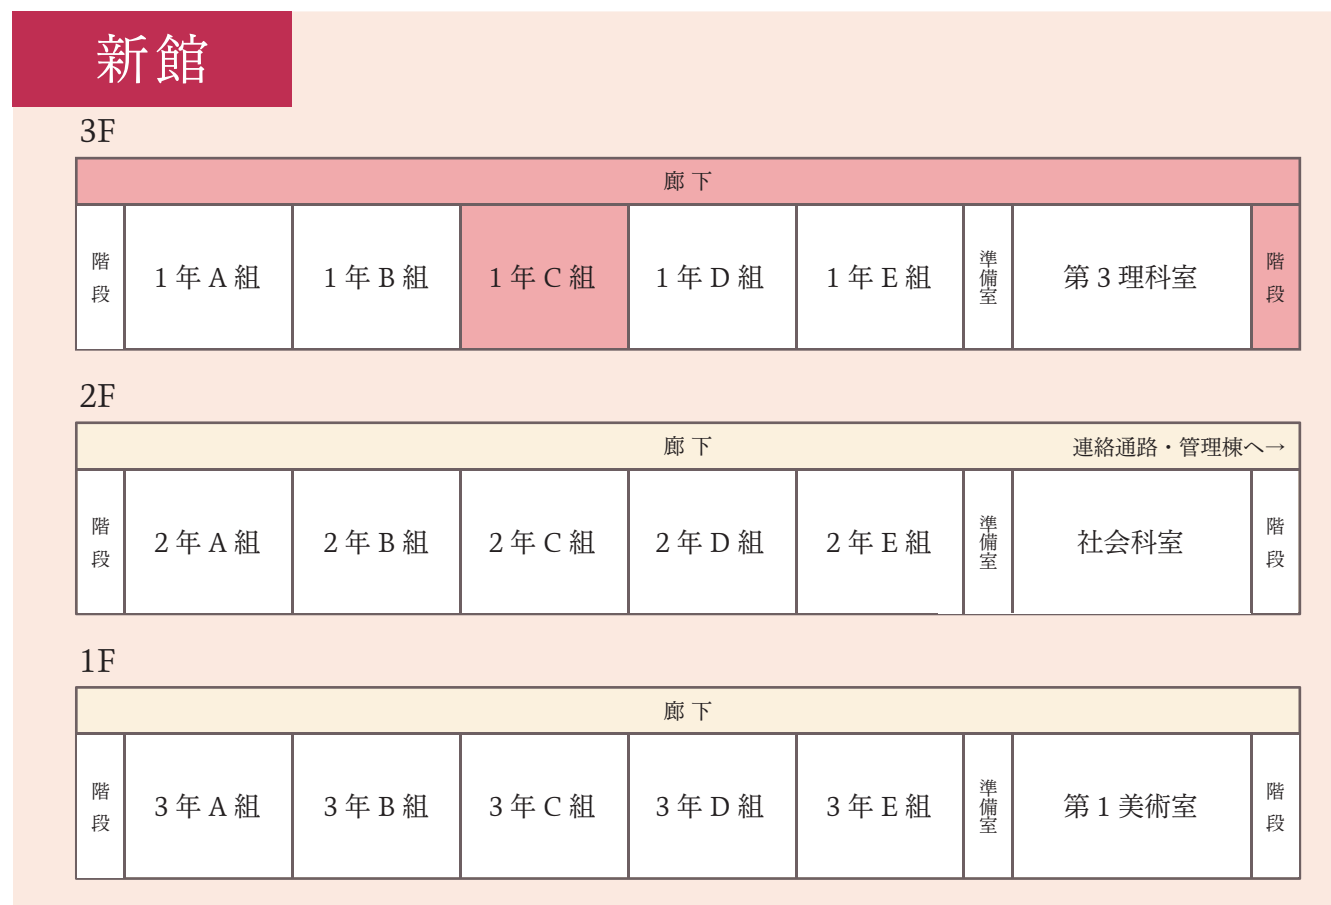 新館
3F
廊下
階段
1年A組
1年B組
1年C組
1年D組
1年E組
準備室
第3理科室
階段
2F
廊下
連絡通路・管理棟へ→
階段
2年A組
2年B組
2年C組
2年D組
2年E組
準備室
社会科室
階段
1F
廊下
階段
3年A組
3年B組
3年C組
3年D組
3年E組
準備室
第1美術室
階段